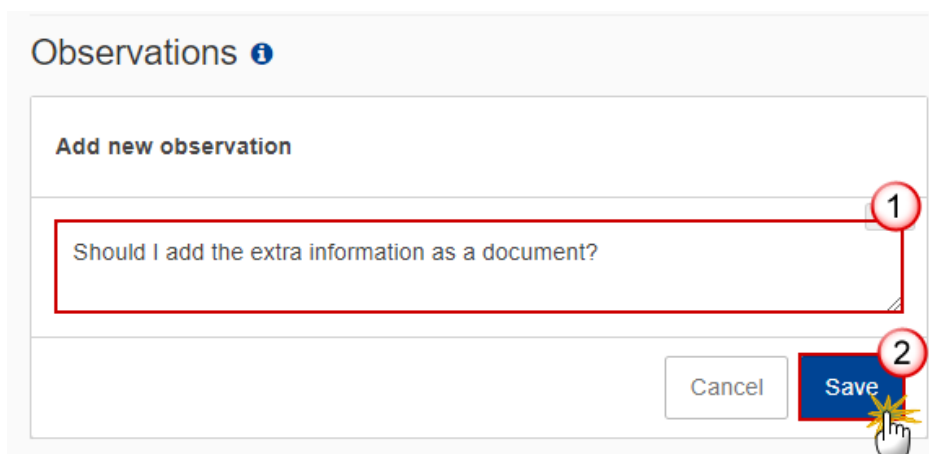 Observations
Add new observation
1
Should I add the extra information as a document?
2
Cancel
Save